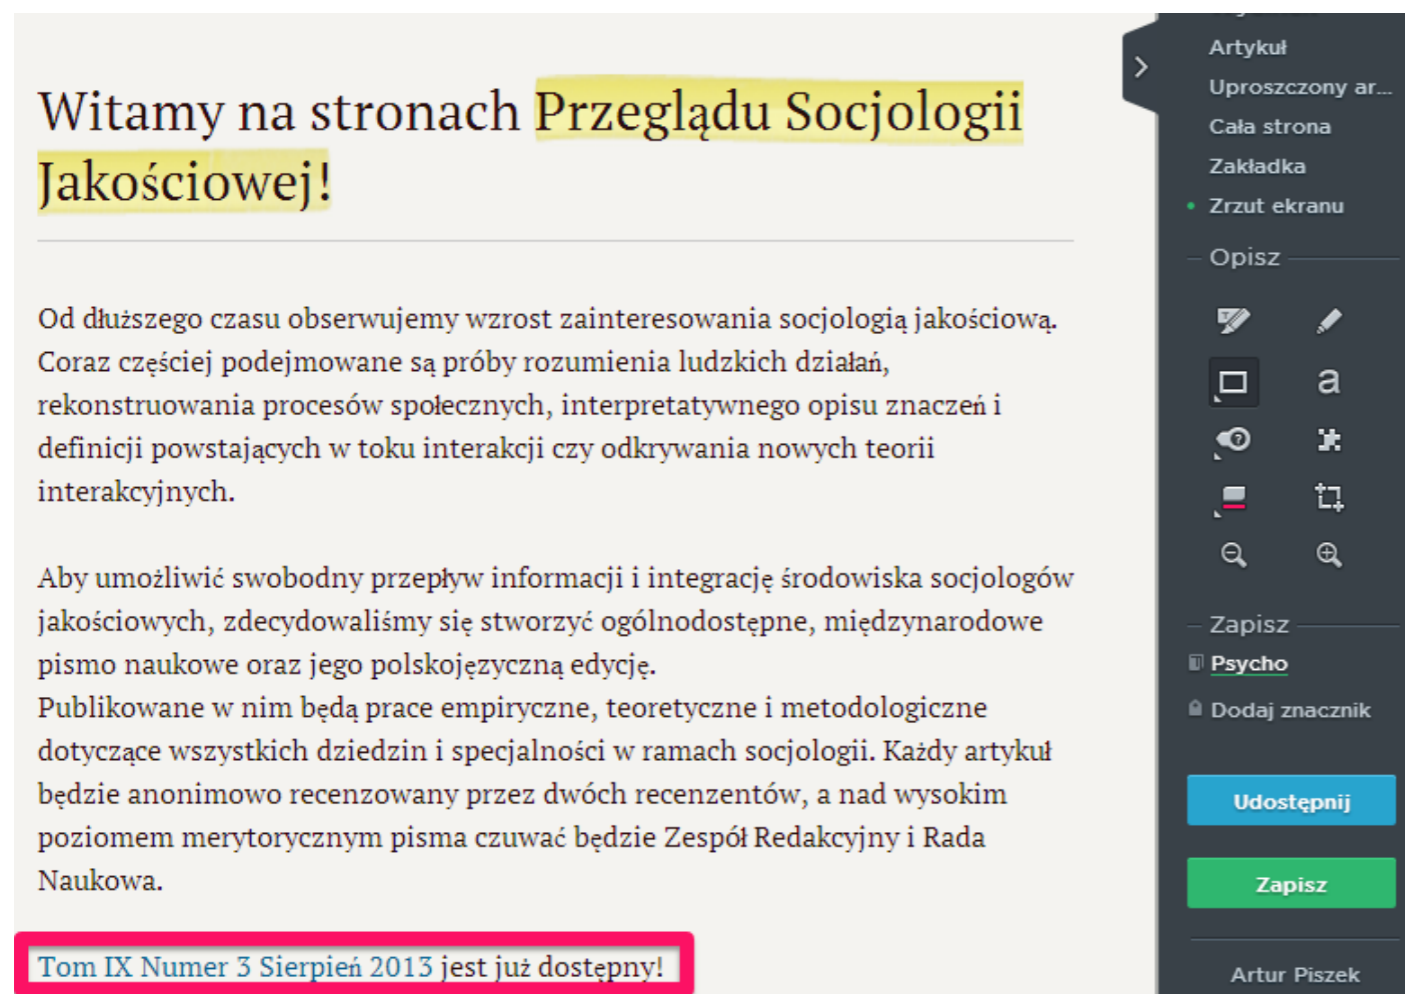 Witamy na stronach Przeglądu Socjologii
Jakościowej!
Od dłuższego czasu obserwujemy wzrost zainteresowania socjologią jakościową.
Coraz częściej podejmowane są próby rozumienia ludzkich działań,
rekonstruowania procesów społecznych, interpretatywnego opisu znaczeń i
definicji powstających w toku interakcji czy odkrywania nowych teorii
interakcyjnych.
Aby umożliwić swobodny przepływ informacji i integrację środowiska socjologów
jakościowych, zdecydowaliśmy się stworzyć ogólnodostępne, międzynarodowe
pismo naukowe oraz jego polskojęzyczną edycję.
Publikowane w nim będą prace empiryczne, teoretyczne i metodologiczne
dotyczące wszystkich dziedzin i specjalności w ramach socjologii. Każdy artykuł
będzie anonimowo recenzowany przez dwóch recenzentów, a nad wysokim
poziomem merytorycznym pisma czuwać będzie Zespół Redakcyjny i Rada
Naukowa.
Tom IX Numer 3 Sierpień 2013 jest już dostępny!
Artykuł
Uproszczony ar...
Cała strona
Zakładka
Zrzut ekranu
Opisz
a
Zapisz
Psycho
Dodaj znacznik
Udostępnij
Zapisz
Artur Piszek